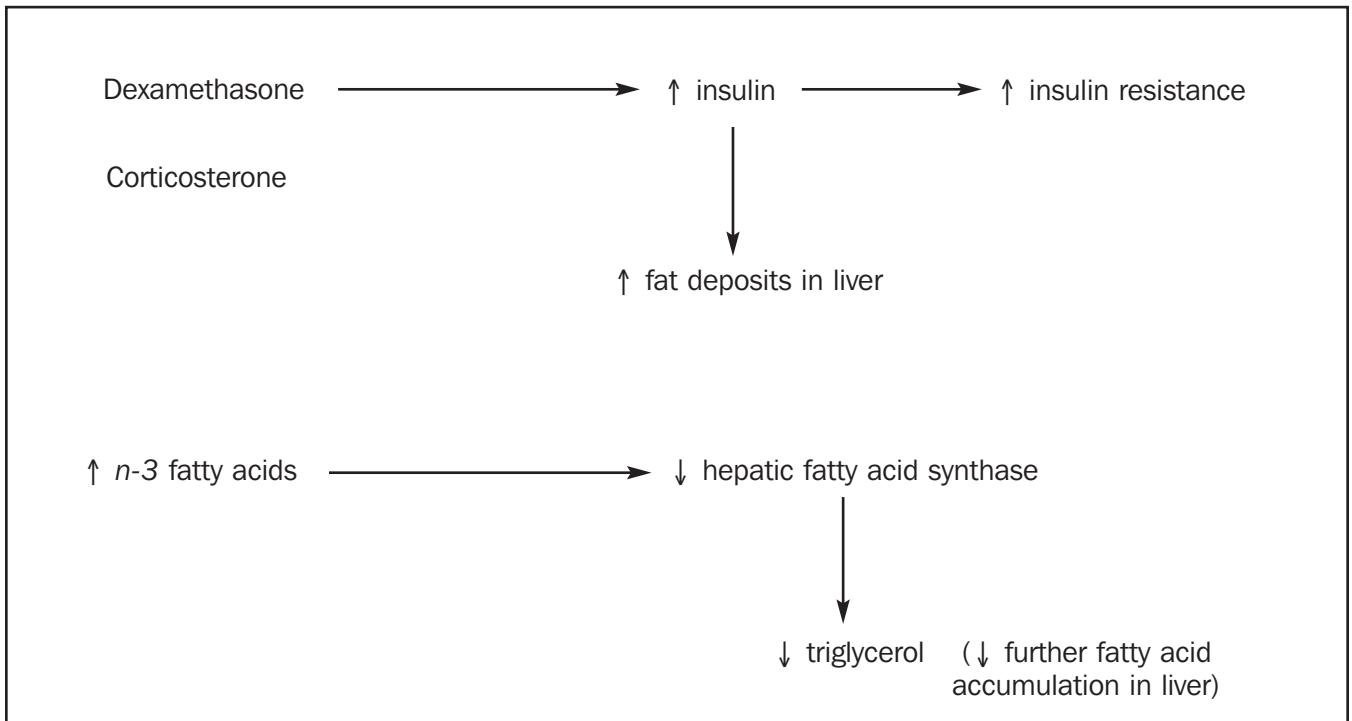 Dexamethasone ↑ insulin ↑ insulin resistance
Corticosterone
↑ fat deposits in liver
↑ n-3 fatty acids ↓ hepatic fatty acid synthase
↓ triglycerol (↓ further fatty acid
accumulation in liver)